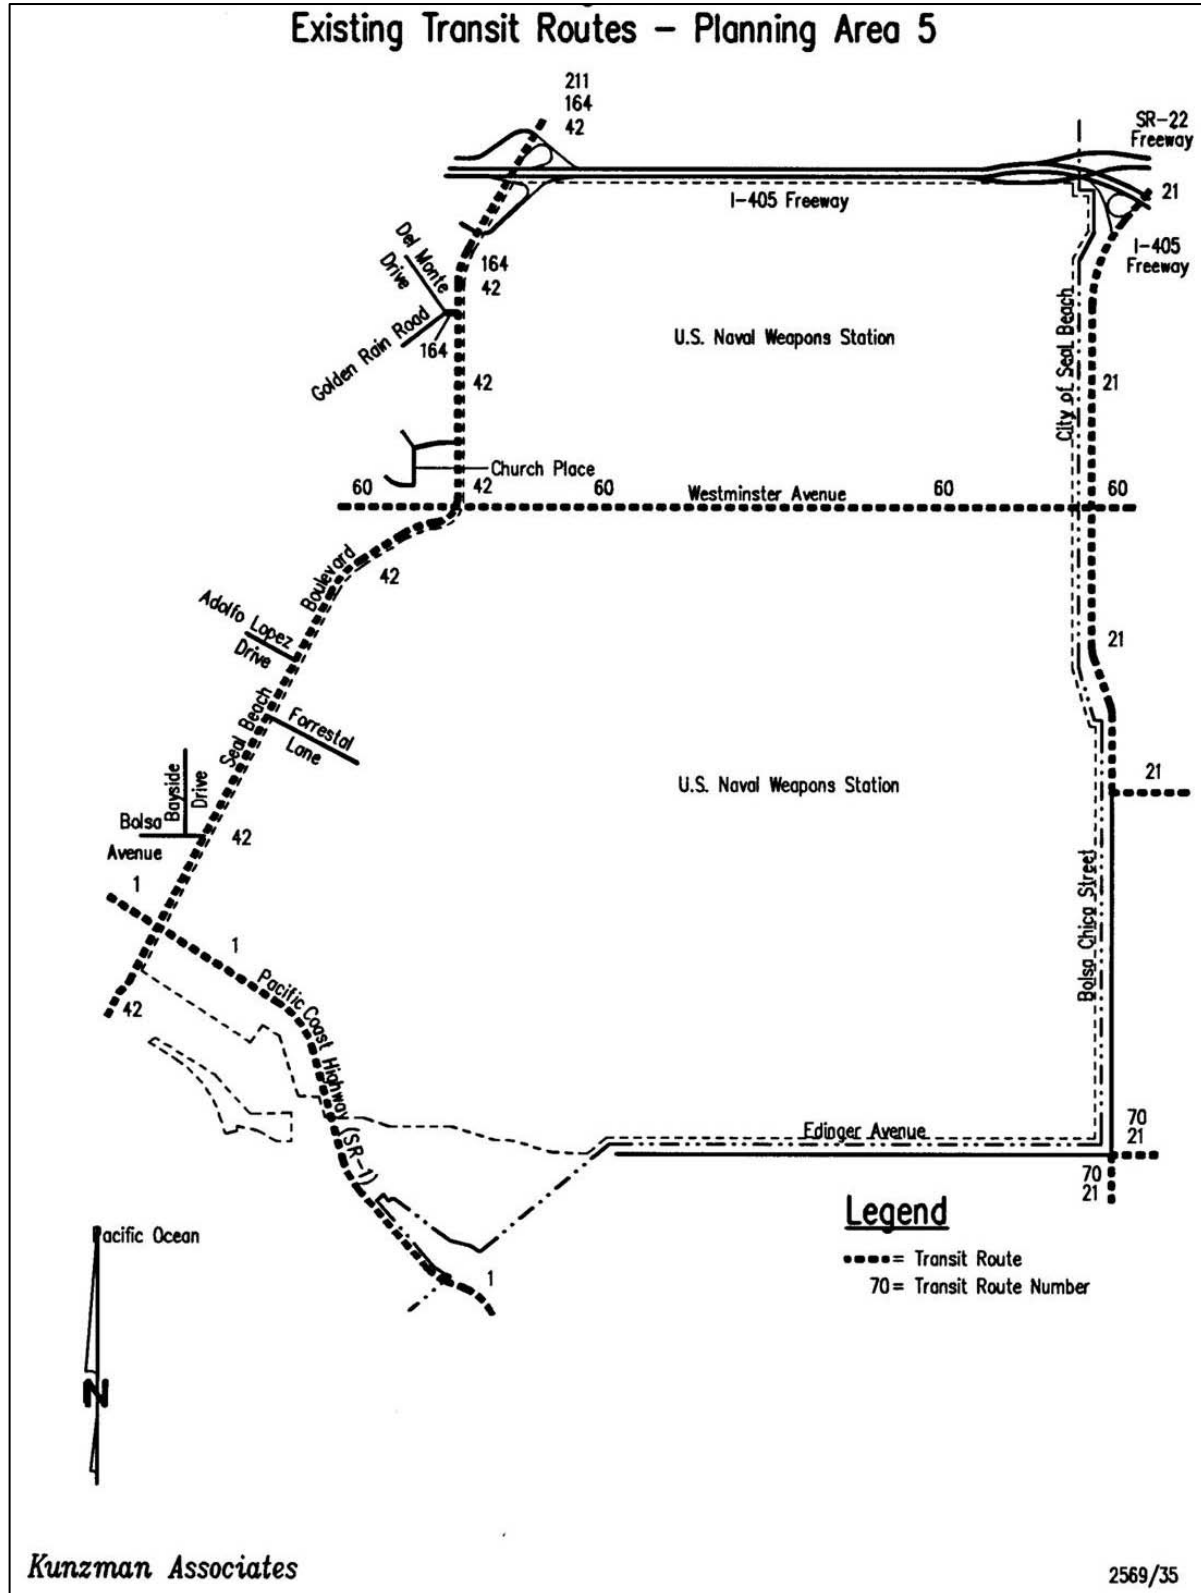 Existing Transit Routes - Planning Area 5
211
164
42
SR-22
Freeway
21
I-405 Freeway
I-405
Freeway
Del Monte
Drive
164
42
Golden Rain Road
164
U.S. Naval Weapons Station
City of Seal Beach
42
21
Church Place
60
42
60
Westminster Avenue
60
60
Boulevard
42
Adolfo Lopez
Drive
21
Seal Beach
Forrestal
Lane
Bayside
Drive
21
U.S. Naval Weapons Station
Bolsa
Avenue
42
Bolsa Chica Street
1
1
Pacific Coast Highway (SR-1)
42
Edinger Avenue
70
21
70
21
Legend
= Transit Route
70 = Transit Route Number
Pacific Ocean
1
N
Kunzman Associates
2569/35